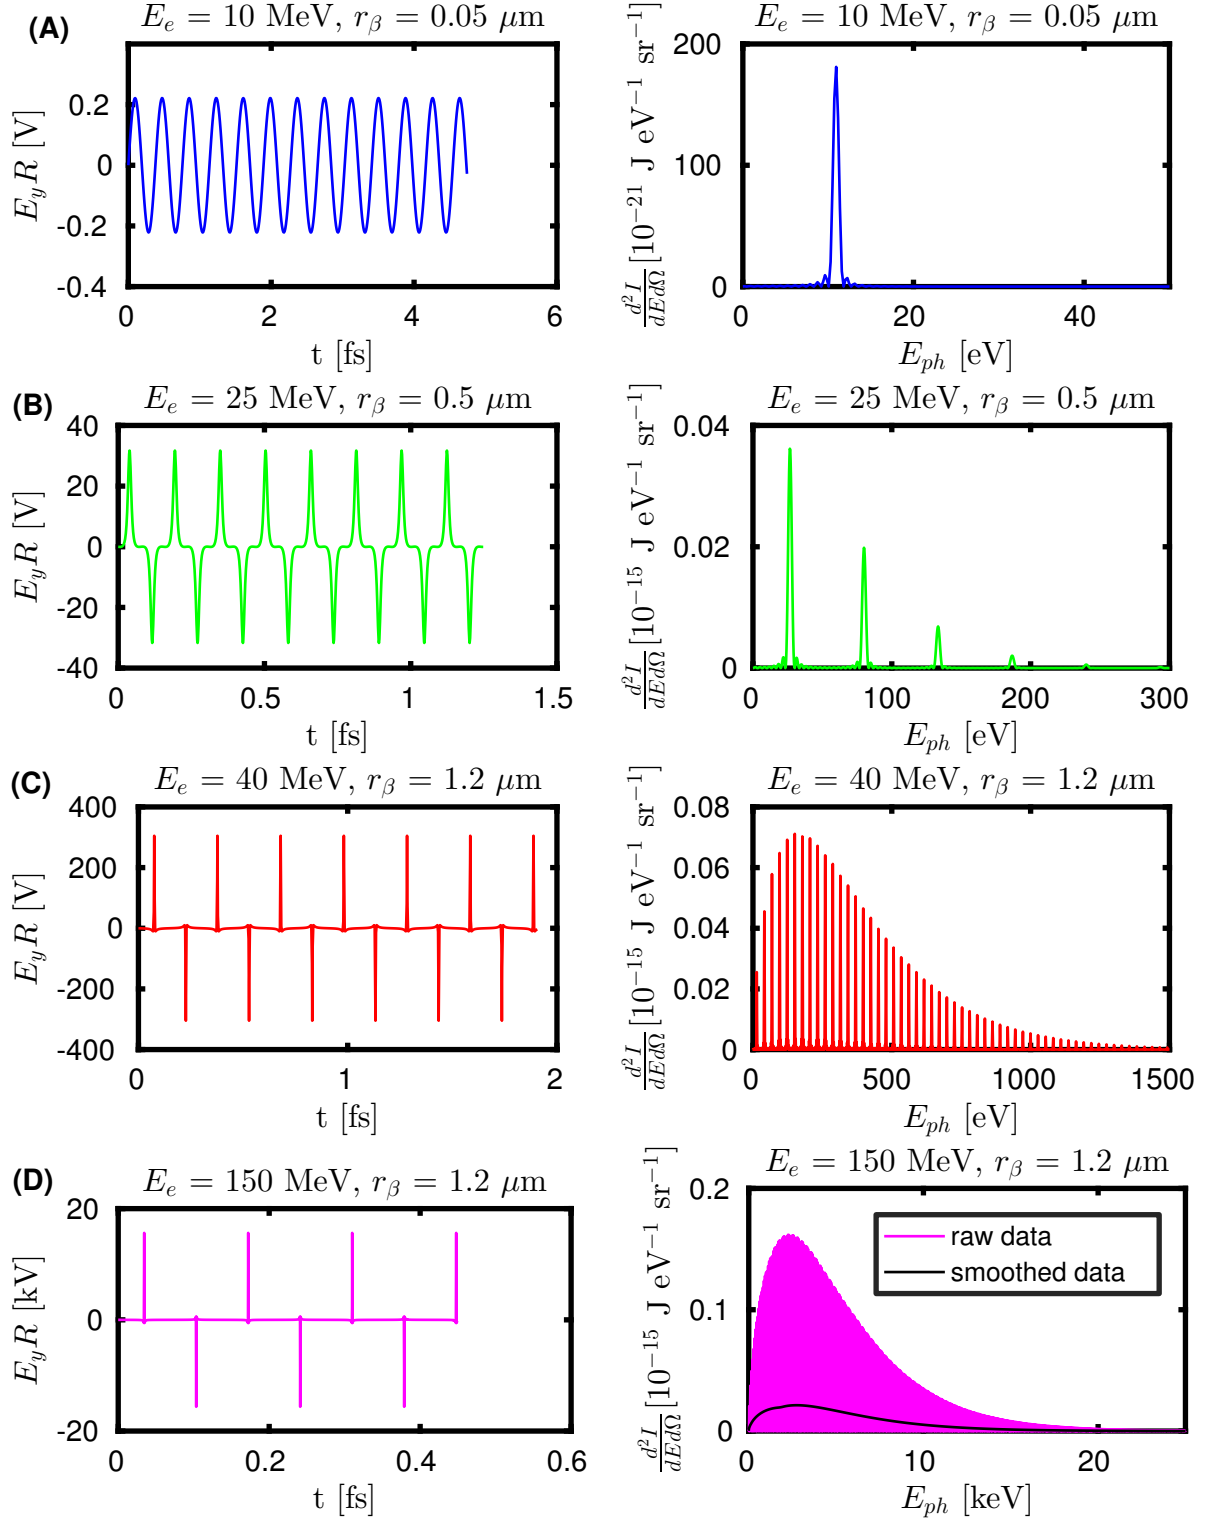 (A)
E_e = 10 MeV, r_β = 0.05 μm
0.2
0
-0.2
-0.4
E_yR [V]
0 2 4 6
t [fs]
E_e = 10 MeV, r_β = 0.05 μm
200
100
0
d²I/dEdΩ [10⁻²¹ J eV⁻¹ sr⁻¹]
0 20 40
E_ph [eV]
(B)
E_e = 25 MeV, r_β = 0.5 μm
40
20
0
-20
-40
E_yR [V]
0 0.5 1 1.5
t [fs]
E_e = 25 MeV, r_β = 0.5 μm
0.04
0.02
0
d²I/dEdΩ [10⁻¹⁵ J eV⁻¹ sr⁻¹]
0 100 200 300
E_ph [eV]
(C)
E_e = 40 MeV, r_β = 1.2 μm
400
200
0
-200
-400
E_yR [V]
0 1 2
t [fs]
E_e = 40 MeV, r_β = 1.2 μm
0.08
0.06
0.04
0.02
0
d²I/dEdΩ [10⁻¹⁵ J eV⁻¹ sr⁻¹]
0 500 1000 1500
E_ph [eV]
(D)
E_e = 150 MeV, r_β = 1.2 μm
20
0
-20
E_yR [kV]
0 0.2 0.4 0.6
t [fs]
E_e = 150 MeV, r_β = 1.2 μm
0.2
0.1
0
d²I/dEdΩ [10⁻¹⁵ J eV⁻¹ sr⁻¹]
raw data
smoothed data
0 10 20
E_ph [keV]